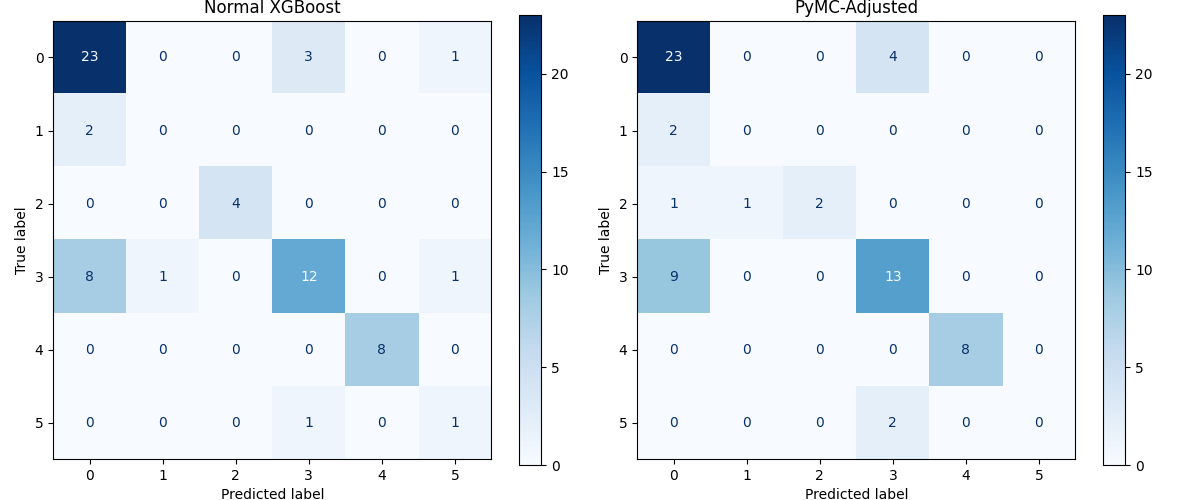 Normal XGBoost
PyMC-Adjusted
True label
0 23 0 0 3 0 1
1 2 0 0 0 0 0
2 0 0 4 0 0 0
3 8 1 0 12 0 1
4 0 0 0 0 8 0
5 0 0 0 1 0 1
0 1 2 3 4 5
Predicted label
20
15
10
5
0
True label
0 23 0 0 4 0 0
1 2 0 0 0 0 0
2 1 1 2 0 0 0
3 9 0 0 13 0 0
4 0 0 0 0 8 0
5 0 0 0 2 0 0
0 1 2 3 4 5
Predicted label
20
15
10
5
0